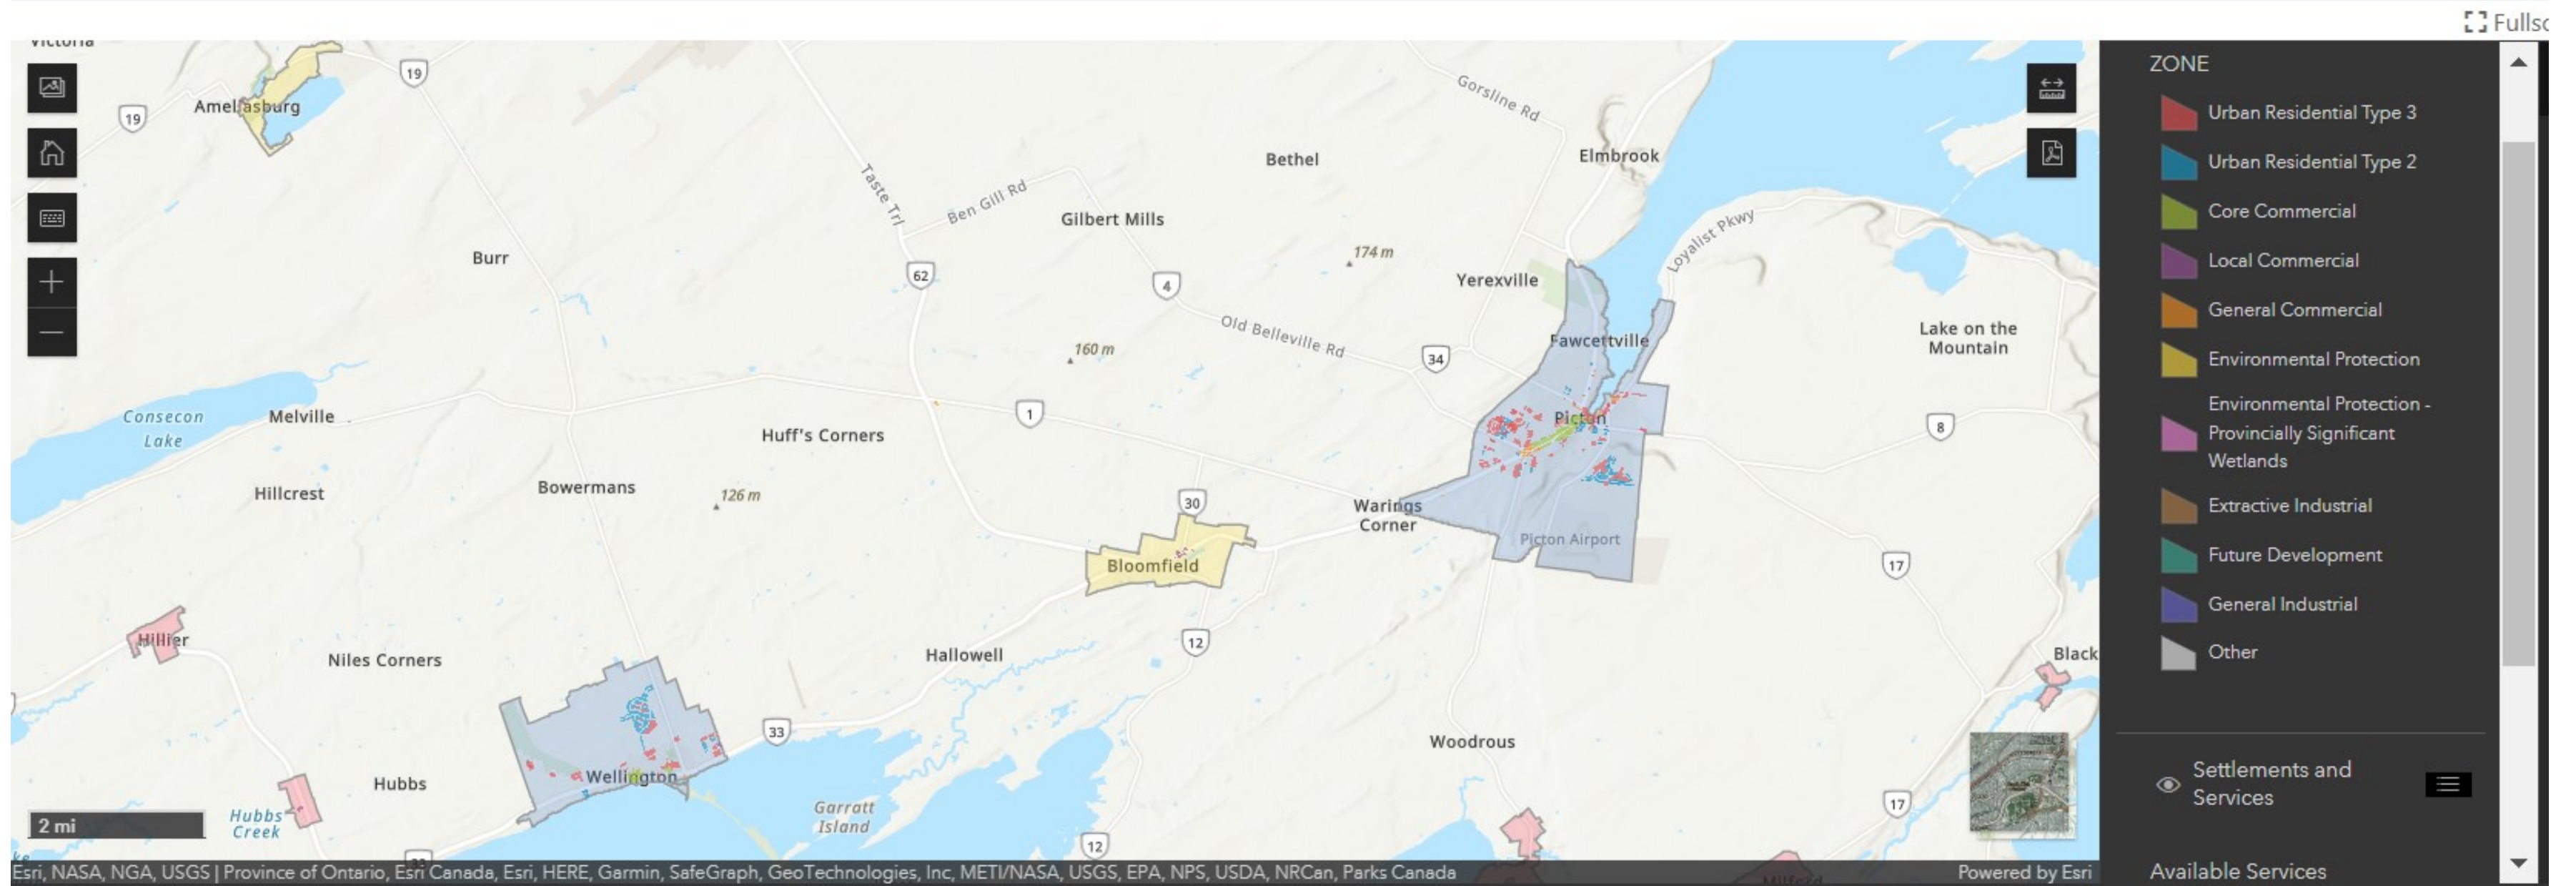 Fullsc
Victoria
19
Ameliasburg
19
Gorsline Rd
Bethel
Elmbrook
Taste Trl
Ben Gill Rd
Gilbert Mills
Loyalist Pkwy
Burr
174 m
62
4
Yerexville
Old Belleville Rd
Fawcettville
Lake on the
Mountain
160 m
34
Consecon
Lake
Melville
1
Picton
8
Huff's Corners
Hillcrest
Bowermans
126 m
30
Warings
Corner
Picton Airport
Bloomfield
17
Hillier
12
Niles Corners
Hallowell
Black
33
Woodrous
Wellington
Hubbs
Hubbs
Creek
Garratt
Island
17
2 mi
12
33
Milford
Esri, NASA, NGA, USGS | Province of Ontario, Esri Canada, Esri, HERE, Garmin, SafeGraph, GeoTechnologies, Inc, METI/NASA, USGS, EPA, NPS, USDA, NRCan, Parks Canada
Powered by Esri
ZONE
Urban Residential Type 3
Urban Residential Type 2
Core Commercial
Local Commercial
General Commercial
Environmental Protection
Environmental Protection -
Provincially Significant
Wetlands
Extractive Industrial
Future Development
General Industrial
Other
Settlements and
Services
Available Services